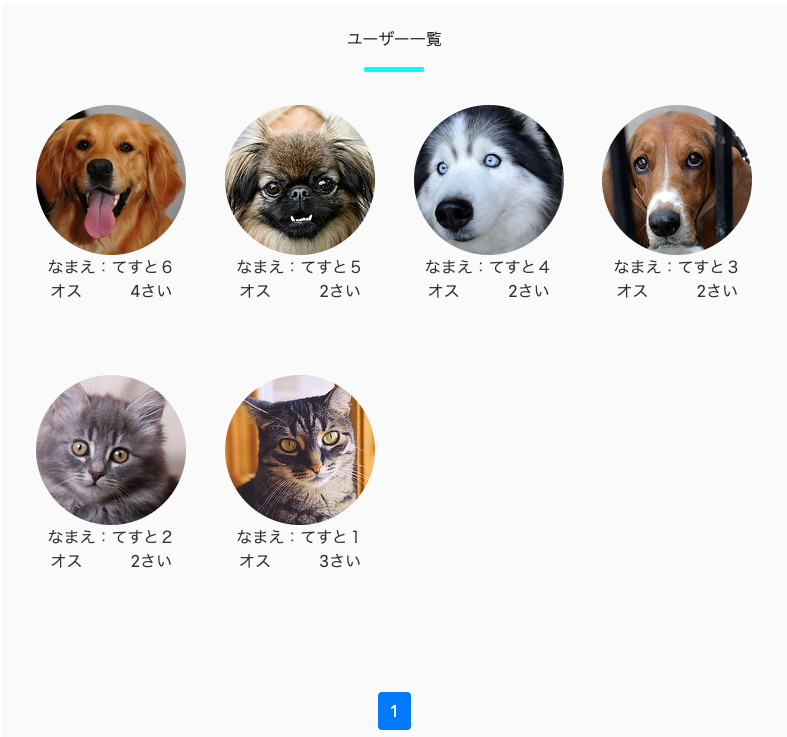 ユーザー一覧
なまえ：てすと６
オス 4さい
なまえ：てすと５
オス 2さい
なまえ：てすと４
オス 2さい
なまえ：てすと３
オス 2さい
なまえ：てすと２
オス 2さい
なまえ：てすと１
オス 3さい
1